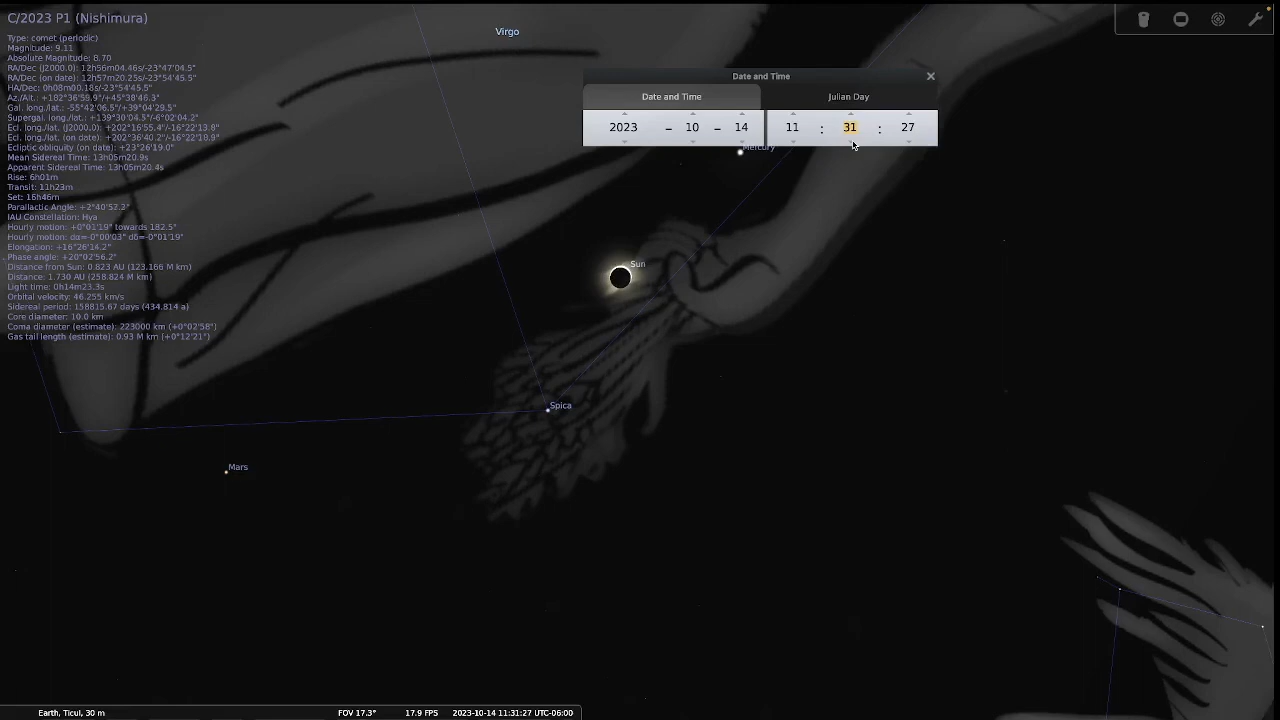 C/2023 P1 (Nishimura)
Type: comet (periodic)
Magnitude: 9.11
Absolute Magnitude: 8.70
RA/Dec (J2000.0): 12h56m04.46s/-23°47'04.5"
RA/Dec (on date): 12h57m20.25s/-23°54'45.5"
HA/Dec: 0h08m00.18s/-23°54'45.5"
Az./Alt.: +182°36'59.9"/+45°38'46.3"
Gal. long./lat.: -55°42'06.5"/+39°04'29.5"
Supergal. long./lat.: +139°30'04.5"/-6°02'04.2"
Ecl. long./lat. (J2000.0): +202°16'55.4"/-16°22'13.8"
Ecl. long./lat. (on date): +202°36'40.2"/-16°22'18.9"
Ecliptic obliquity (on date): +23°26'19.0"
Mean Sidereal Time: 13h05m20.9s
Apparent Sidereal Time: 13h05m20.4s
Rise: 6h01m
Transit: 11h23m
Set: 16h46m
Parallactic Angle: +2°40'53.2"
IAU Constellation: Hya
Hourly motion: +0°01'19" towards 182.5°
Hourly motion: dα=-0°00'03" dδ=-0°01'19"
Elongation: +16°26'14.2"
Phase angle: +20°02'56.2"
Distance from Sun: 0.823 AU (123.166 M km)
Distance: 1.730 AU (258.824 M km)
Light time: 0h14m23.3s
Orbital velocity: 46.255 km/s
Sidereal period: 158815.67 days (434.814 a)
Core diameter: 10.0 km
Coma diameter (estimate): 223000 km (+0°02'58")
Gas tail length (estimate): 0.93 M km (+0°12'21")
Virgo
Date and Time
Date and Time Julian Day
2023 – 10 – 14 11 : 31 : 27
Mercury
Sun
Spica
Mars
Earth, Ticul, 30 m FOV 17.3° 17.9 FPS 2023-10-14 11:31:27 UTC-06:00